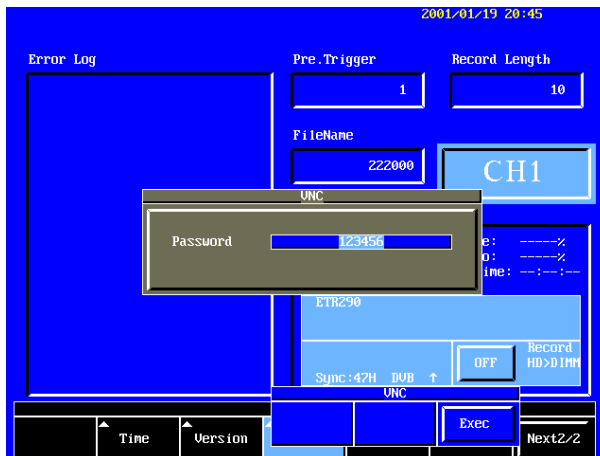 2001/01/19 20:45
Error Log
Pre.Trigger
Record Length
1
10
FileName
222000
CH1
VNC
Password
123456
e: -----%
o: -----%
ime: --:--:--
ETR290
Record
OFF
HD>DIMM
Sync:47H DVB ↑
VNC
Exec
Time
Version
Next2/2